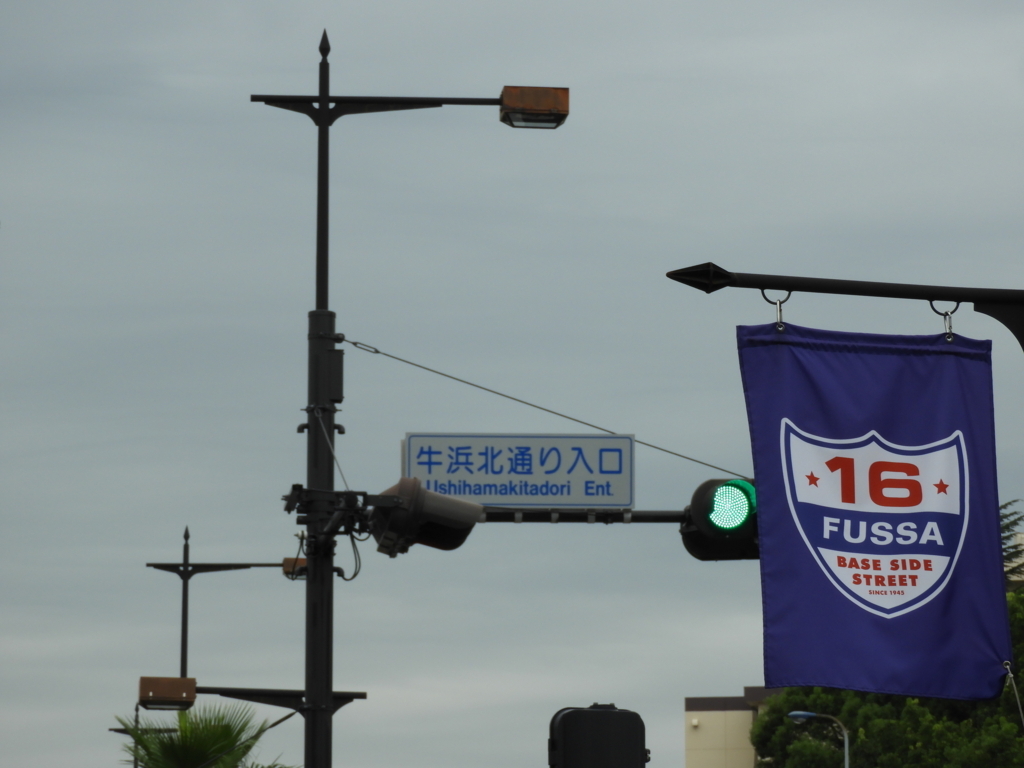 牛浜北通り入口
Ushihamakitadori Ent.
16
FUSSA
BASE SIDE
STREET
SINCE 1945